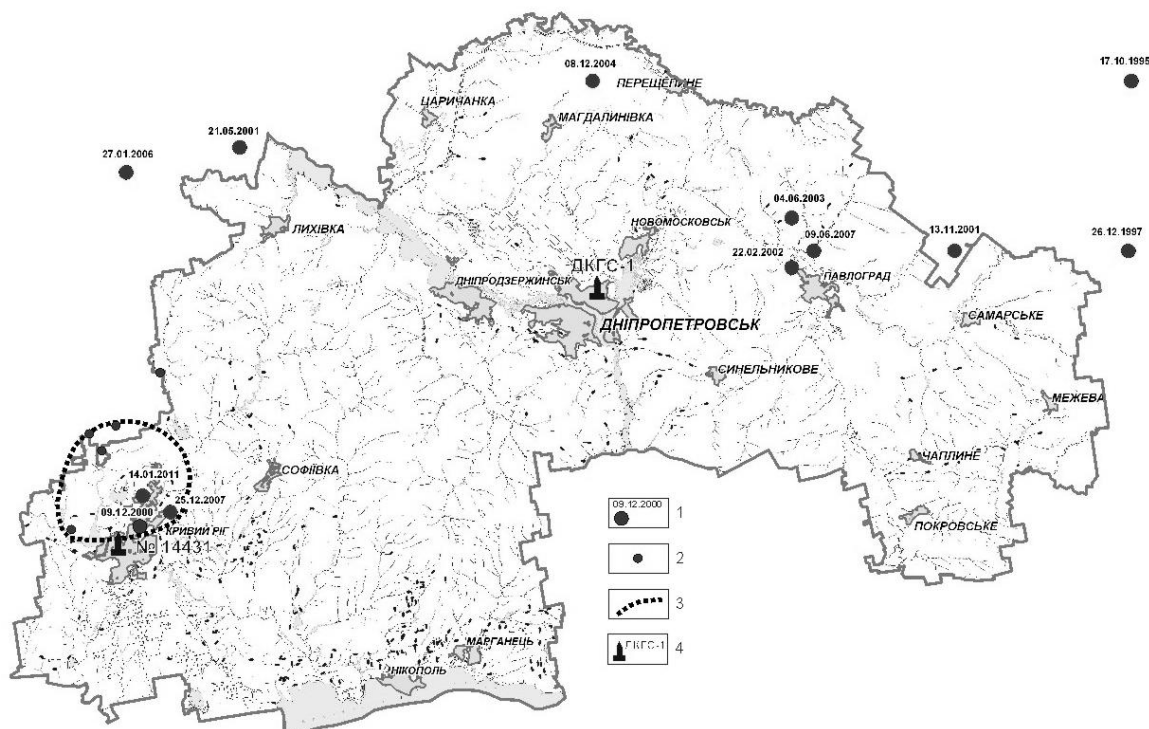 08.12.2004
ПЕРЕЩЕПИНЕ
17.10.1995
ЦАРИЧАНКА
МАГДАЛИНІВКА
21.05.2001
27.01.2006
04.06.2003
НОВОМОСКОВСЬК
ЛИХІВКА
09.06.2007
13.11.2001
26.12.1997
22.02.2002
ДКГС-1
ПАВЛОГРАД
ДНІПРОДЗЕРЖИНСЬК
САМАРСЬКЕ
ДНІПРОПЕТРОВСЬК
СИНЕЛЬНИКОВЕ
МЕЖЕВА
ЧАПЛИНЕ
СОФІЇВКА
14.01.2011
25.12.2007
09.12.2000
КРИВИЙ РІГ
№ 14431
ПОКРОВСЬКЕ
09.12.2000 1
2
3
ДКГС-1 4
МАРГАНЕЦЬ
НІКОПОЛЬ